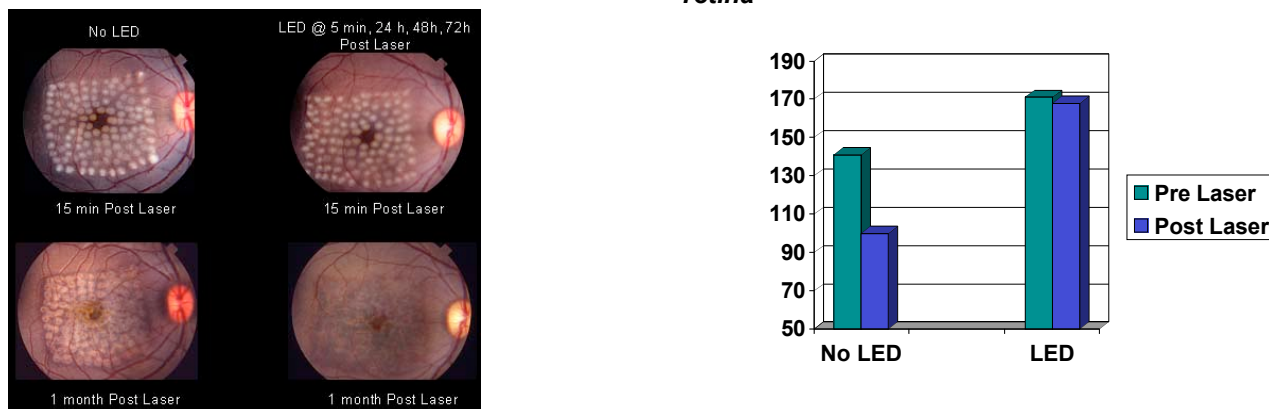 retina
No LED
LED @ 5 min, 24 h, 48h, 72h
Post Laser
15 min Post Laser
15 min Post Laser
1 month Post Laser
1 month Post Laser
190
170
150
130
110
90
70
50
No LED
LED
Pre Laser
Post Laser